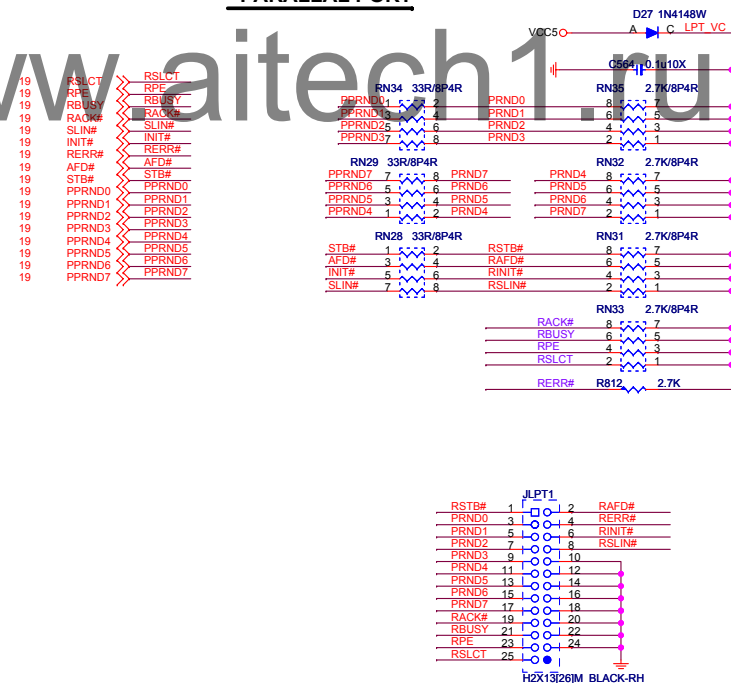 PARALLAL PORT
www.aitech1.ru
D27 1N4148W
VCC5 A C LPT_VC
C564 0.1u10X
19 RSLCT RSLCT
19 RPE RPE
19 RBUSY RBUSY
19 RACK# RACK#
19 SLIN# SLIN#
19 INIT# INIT#
19 RERR# RERR#
19 AFD# AFD#
19 STB# STB#
19 PPRND0 PPRND0
19 PPRND1 PPRND1
19 PPRND2 PPRND2
19 PPRND3 PPRND3
19 PPRND4 PPRND4
19 PPRND5 PPRND5
19 PPRND6 PPRND6
19 PPRND7 PPRND7
RN34 33R/8P4R
PPRND0 1 2 PRND0
PPRND1 3 4 PRND1
PPRND2 5 6 PRND2
PPRND3 7 8 PRND3
RN35 2.7K/8P4R
8 7
6 5
4 3
2 1
RN29 33R/8P4R
PPRND7 7 8 PRND7
PPRND6 5 6 PRND6
PPRND5 3 4 PRND5
PPRND4 1 2 PRND4
RN32 2.7K/8P4R
PRND4 8 7
PRND5 6 5
PRND6 4 3
PRND7 2 1
RN28 33R/8P4R
STB# 1 2 RSTB#
AFD# 3 4 RAFD#
INIT# 5 6 RINIT#
SLIN# 7 8 RSLIN#
RN31 2.7K/8P4R
8 7
6 5
4 3
2 1
RN33 2.7K/8P4R
RACK# 8 7
RBUSY 6 5
RPE 4 3
RSLCT 2 1
RERR# R812 2.7K
JLPT1
RSTB# 1 2 RAFD#
PRND0 3 4 RERR#
PRND1 5 6 RINIT#
PRND2 7 8 RSLIN#
PRND3 9 10
PRND4 11 12
PRND5 13 14
PRND6 15 16
PRND7 17 18
RACK# 19 20
RBUSY 21 22
RPE 23 24
RSLCT 25
H2X13[26]M_BLACK-RH